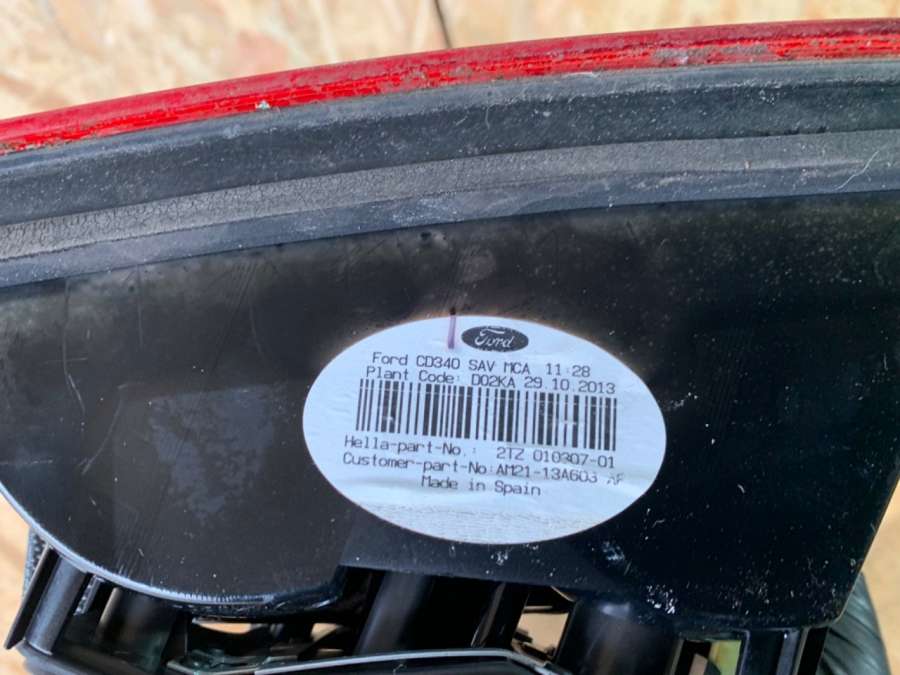 Ford
Ford CD340 SAV MCA 11:28
Plant Code: D02KA 29.10.2013
Hella-part-No.: 2TZ 010307-01
Customer-part-No:AM21-13A603 AF
Made in Spain